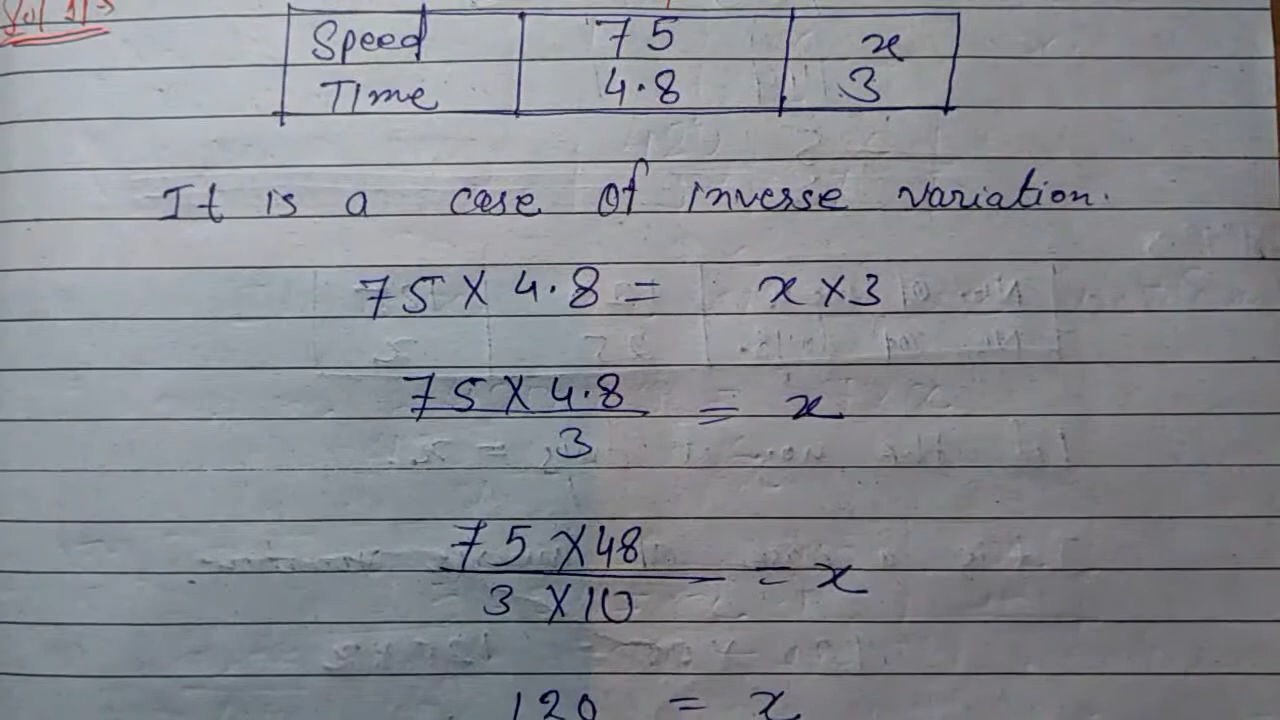 Speed 75 x
Time 4.8 3
It is a case of inverse variation.
75 × 4.8 = x × 3
75 × 4.8 / 3 = x
75 × 48 / 3 × 10 = x
120 = x